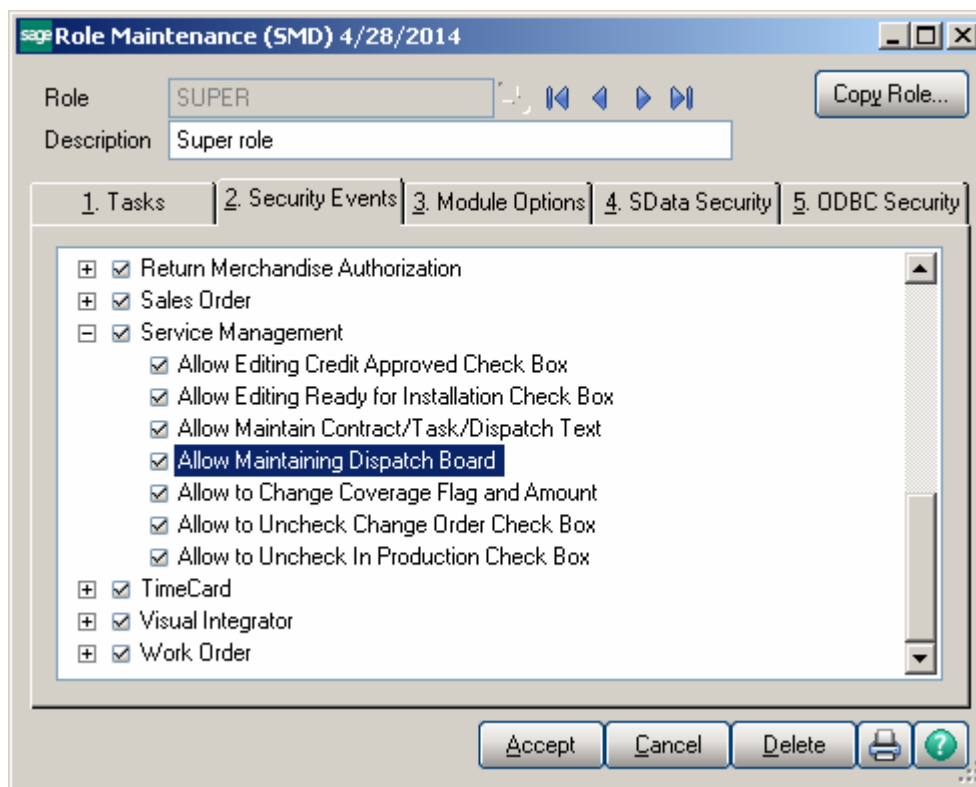 sage Role Maintenance (SMD) 4/28/2014
Role SUPER Copy Role...
Description Super role
1. Tasks 2. Security Events 3. Module Options 4. SData Security 5. ODBC Security
Return Merchandise Authorization
Sales Order
Service Management
Allow Editing Credit Approved Check Box
Allow Editing Ready for Installation Check Box
Allow Maintain Contract/Task/Dispatch Text
Allow Maintaining Dispatch Board
Allow to Change Coverage Flag and Amount
Allow to Uncheck Change Order Check Box
Allow to Uncheck In Production Check Box
TimeCard
Visual Integrator
Work Order
Accept Cancel Delete ?